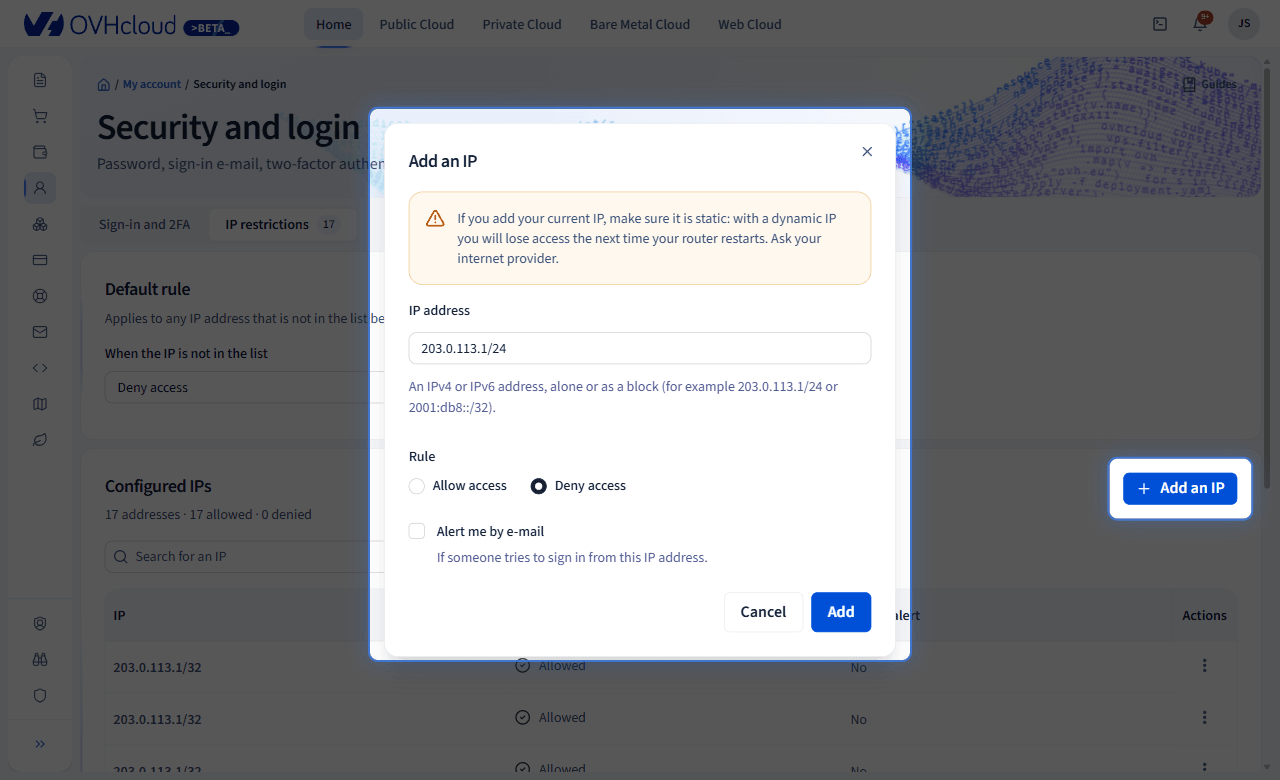 OVHcloud >BETA_
Home
Public Cloud
Private Cloud
Bare Metal Cloud
Web Cloud
9+
JS
/ My account / Security and login
Guides
Security and login
Password, sign-in e-mail, two-factor authen
Sign-in and 2FA
IP restrictions 17
Default rule
Applies to any IP address that is not in the list be
When the IP is not in the list
Deny access
Add an IP
If you add your current IP, make sure it is static: with a dynamic IP
you will lose access the next time your router restarts. Ask your
internet provider.
IP address
203.0.113.1/24
An IPv4 or IPv6 address, alone or as a block (for example 203.0.113.1/24 or
2001:db8::/32).
Rule
Allow access
Deny access
Alert me by e-mail
If someone tries to sign in from this IP address.
Cancel
Add
Configured IPs
17 addresses · 17 allowed · 0 denied
+ Add an IP
Search for an IP
IP
alert
Actions
203.0.113.1/32
Allowed
No
203.0.113.1/32
Allowed
No
203.0.113.1/32
Allowed
No